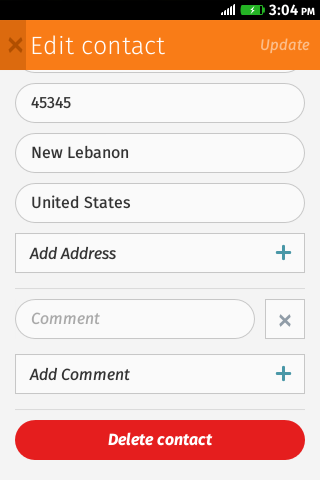 3:04 PM
Edit contact
Update
45345
New Lebanon
United States
Add Address
Comment
Add Comment
Delete contact